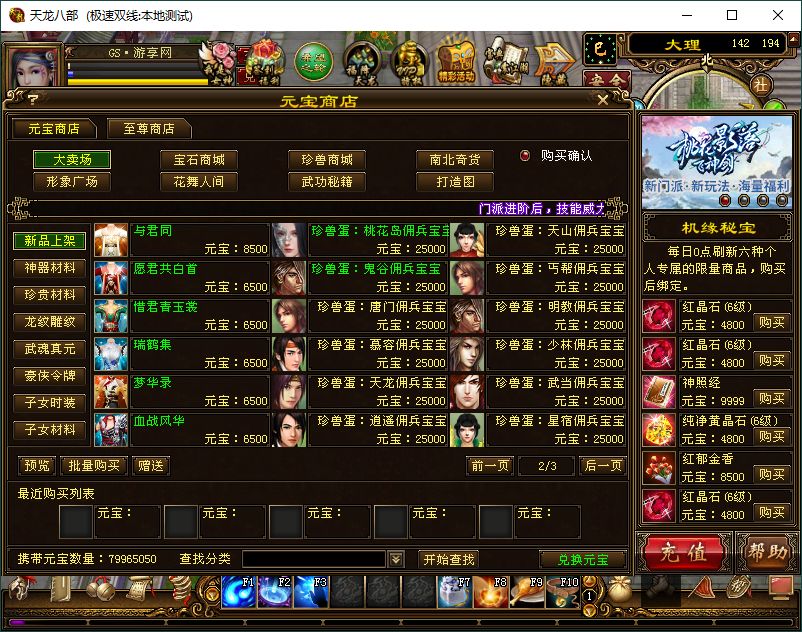 天龙八部 (极速双线:本地测试)
GS·游享网
大理 142 194
北
社
精彩活动
安全
元宝商店
元宝商店 至尊商店
大卖场 宝石商城 珍兽商城 南北奇货 购买确认
形象广场 花舞人间 武功秘籍 打造图
门派进阶后，技能威力
新门派·新玩法·海量福利
机缘秘宝
每日0点刷新六种个
人专属的限量商品，购买
后绑定。
新品上架
神器材料
珍贵材料
龙纹雕纹
武魂真元
豪侠令牌
子女时装
子女材料
与君同
元宝：8500
珍兽蛋：桃花岛佣兵宝宝
元宝：25000
珍兽蛋：天山佣兵宝宝
元宝：25000
愿君共白首
元宝：8500
珍兽蛋：鬼谷佣兵宝宝
元宝：25000
珍兽蛋：丐帮佣兵宝宝
元宝：25000
惜君青玉裳
元宝：6500
珍兽蛋：唐门佣兵宝宝
元宝：25000
珍兽蛋：明教佣兵宝宝
元宝：25000
瑞鹤集
元宝：6500
珍兽蛋：慕容佣兵宝宝
元宝：25000
珍兽蛋：少林佣兵宝宝
元宝：25000
梦华录
元宝：6500
珍兽蛋：天龙佣兵宝宝
元宝：25000
珍兽蛋：武当佣兵宝宝
元宝：25000
血战风华
元宝：6500
珍兽蛋：逍遥佣兵宝宝
元宝：25000
珍兽蛋：星宿佣兵宝宝
元宝：25000
红晶石(6级)
元宝：4800 购买
红晶石(6级)
元宝：4800 购买
神照经
元宝：9999 购买
纯净黄晶石(6级)
元宝：4800 购买
红郁金香
元宝：8500 购买
红晶石(6级)
元宝：4800 购买
预览 批量购买 赠送 前一页 2/3 后一页
最近购买列表
元宝： 元宝： 元宝： 元宝： 元宝：
携带元宝数量：79965050 查找分类 开始查找 兑换元宝
充值 帮助
F1 F2 F3 F7 F8 F9 F10 1